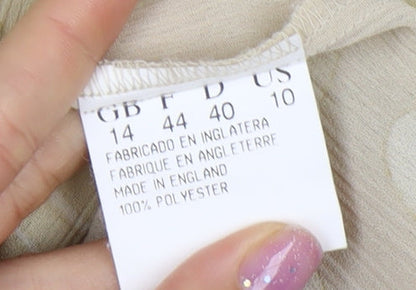 GB F D US
14 44 40 10
FABRICADO EN INGLATERA
FABRIQUE EN ANGLETERRE
MADE IN ENGLAND
100% POLYESTER